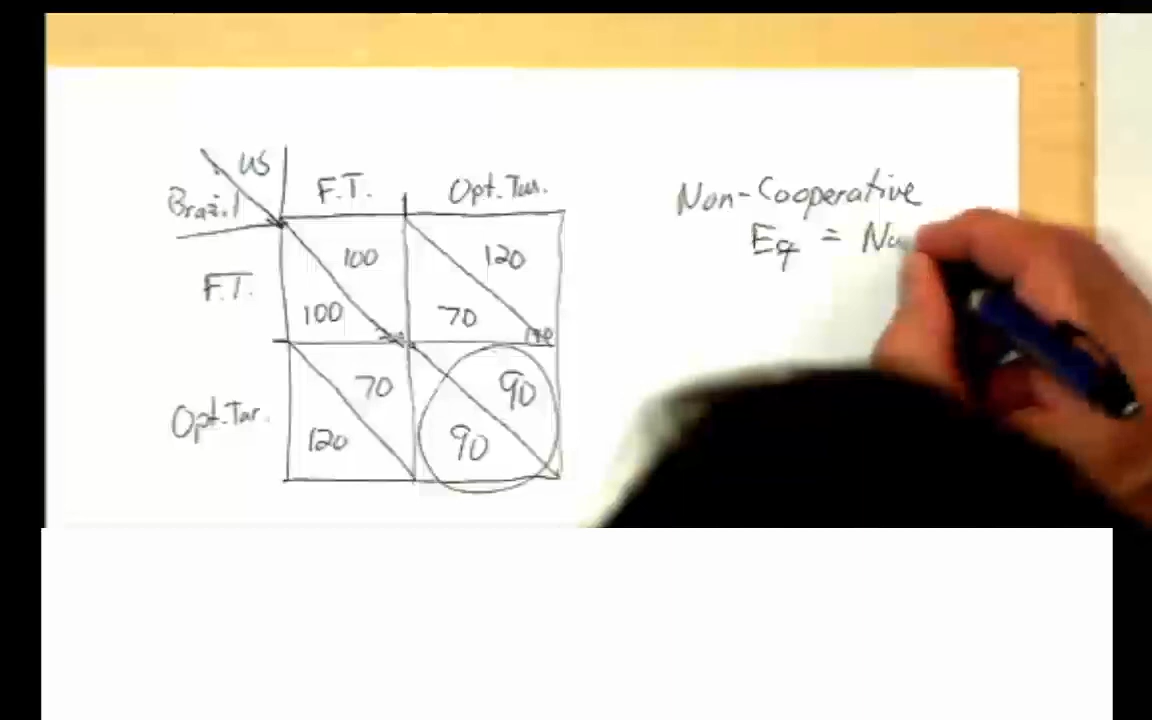 US
Brazil
F.T. Opt.Tar.
F.T. 100 100 120 70
Opt.Tar. 70 120 90 90
Non-Cooperative
Eq = Na